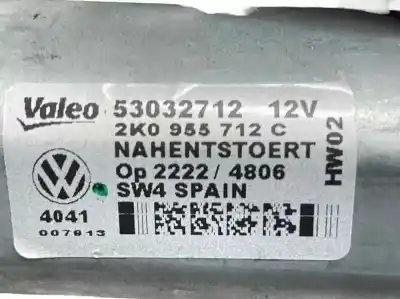 Valeo 53032712 12V
2K0 955 712 C
NAHENTSTOERT
Op 2222 / 4806
SW4 SPAIN
HW02
4041
007913